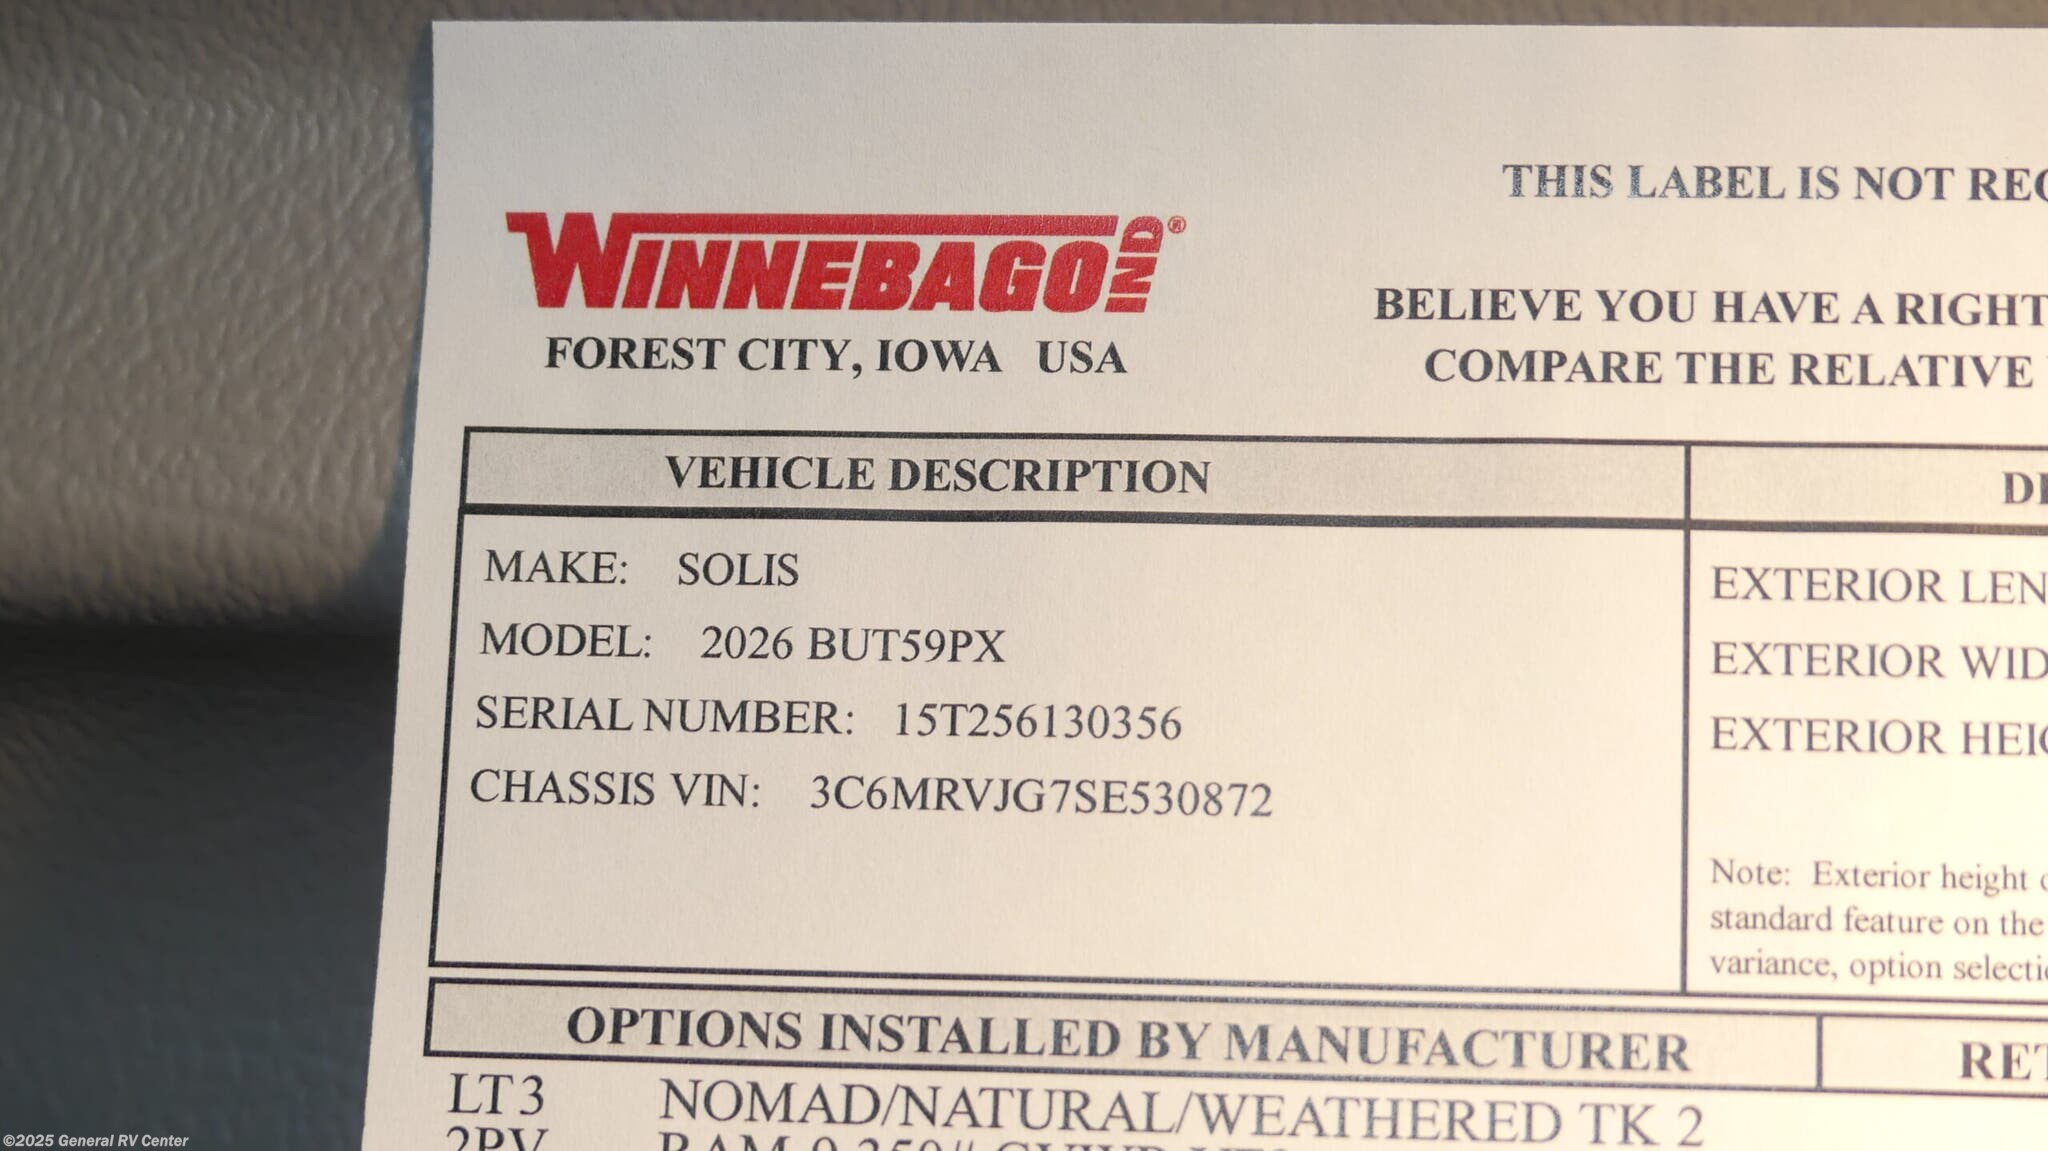 THIS LABEL IS NOT
WINNEBAGO IND®
BELIEVE YOU HAVE A RIGHT
FOREST CITY, IOWA USA
COMPARE THE RELATIVE
VEHICLE DESCRIPTION
MAKE: SOLIS
EXTERIOR LEN
MODEL: 2026 BUT59PX
EXTERIOR WID
SERIAL NUMBER: 15T256130356
EXTERIOR HEI
CHASSIS VIN: 3C6MRVJG7SE530872
Note: Exterior height
standard feature on the
variance, option selecti
OPTIONS INSTALLED BY MANUFACTURER
RET
LT3 NOMAD/NATURAL/WEATHERED TK 2
2PV
©2025 General RV Center